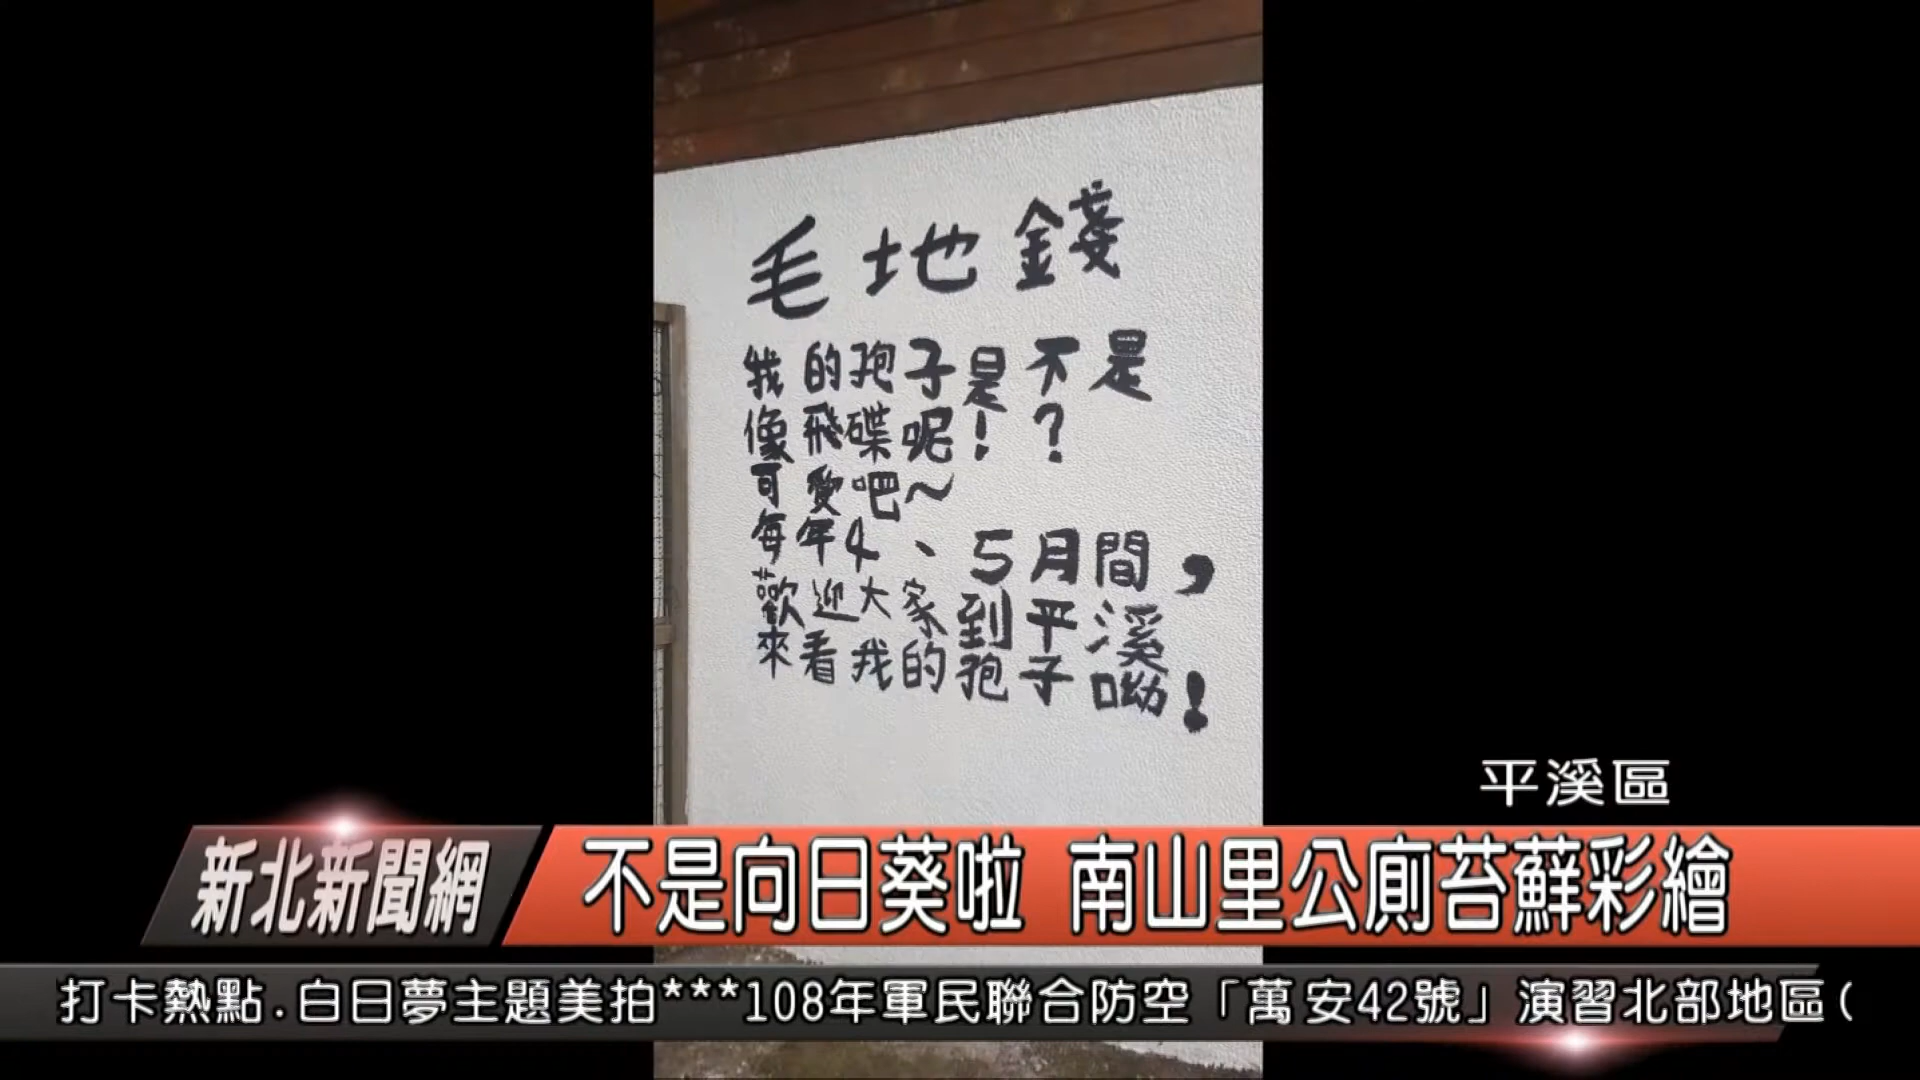 毛地錢
我的孢子是不是
像飛碟呢!?
可愛吧~
每年4、5月間,
歡迎大家到平溪
來看我的孢子呦!
平溪區
新北新聞網
不是向日葵啦 南山里公廁苔蘚彩繪
打卡熱點.白日夢主題美拍***108年軍民聯合防空「萬安42號」演習北部地區(